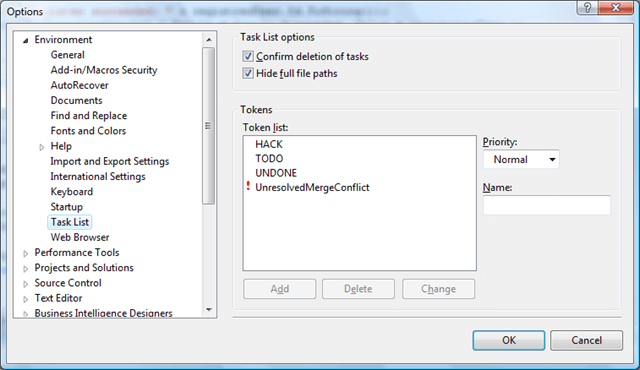 Options
Environment
General
Add-in/Macros Security
AutoRecover
Documents
Find and Replace
Fonts and Colors
Help
Import and Export Settings
International Settings
Keyboard
Startup
Task List
Web Browser
Performance Tools
Projects and Solutions
Source Control
Text Editor
Business Intelligence Designers
Task List options
Confirm deletion of tasks
Hide full file paths
Tokens
Token list:
HACK
TODO
UNDONE
! UnresolvedMergeConflict
Priority:
Normal
Name:
Add Delete Change
OK Cancel